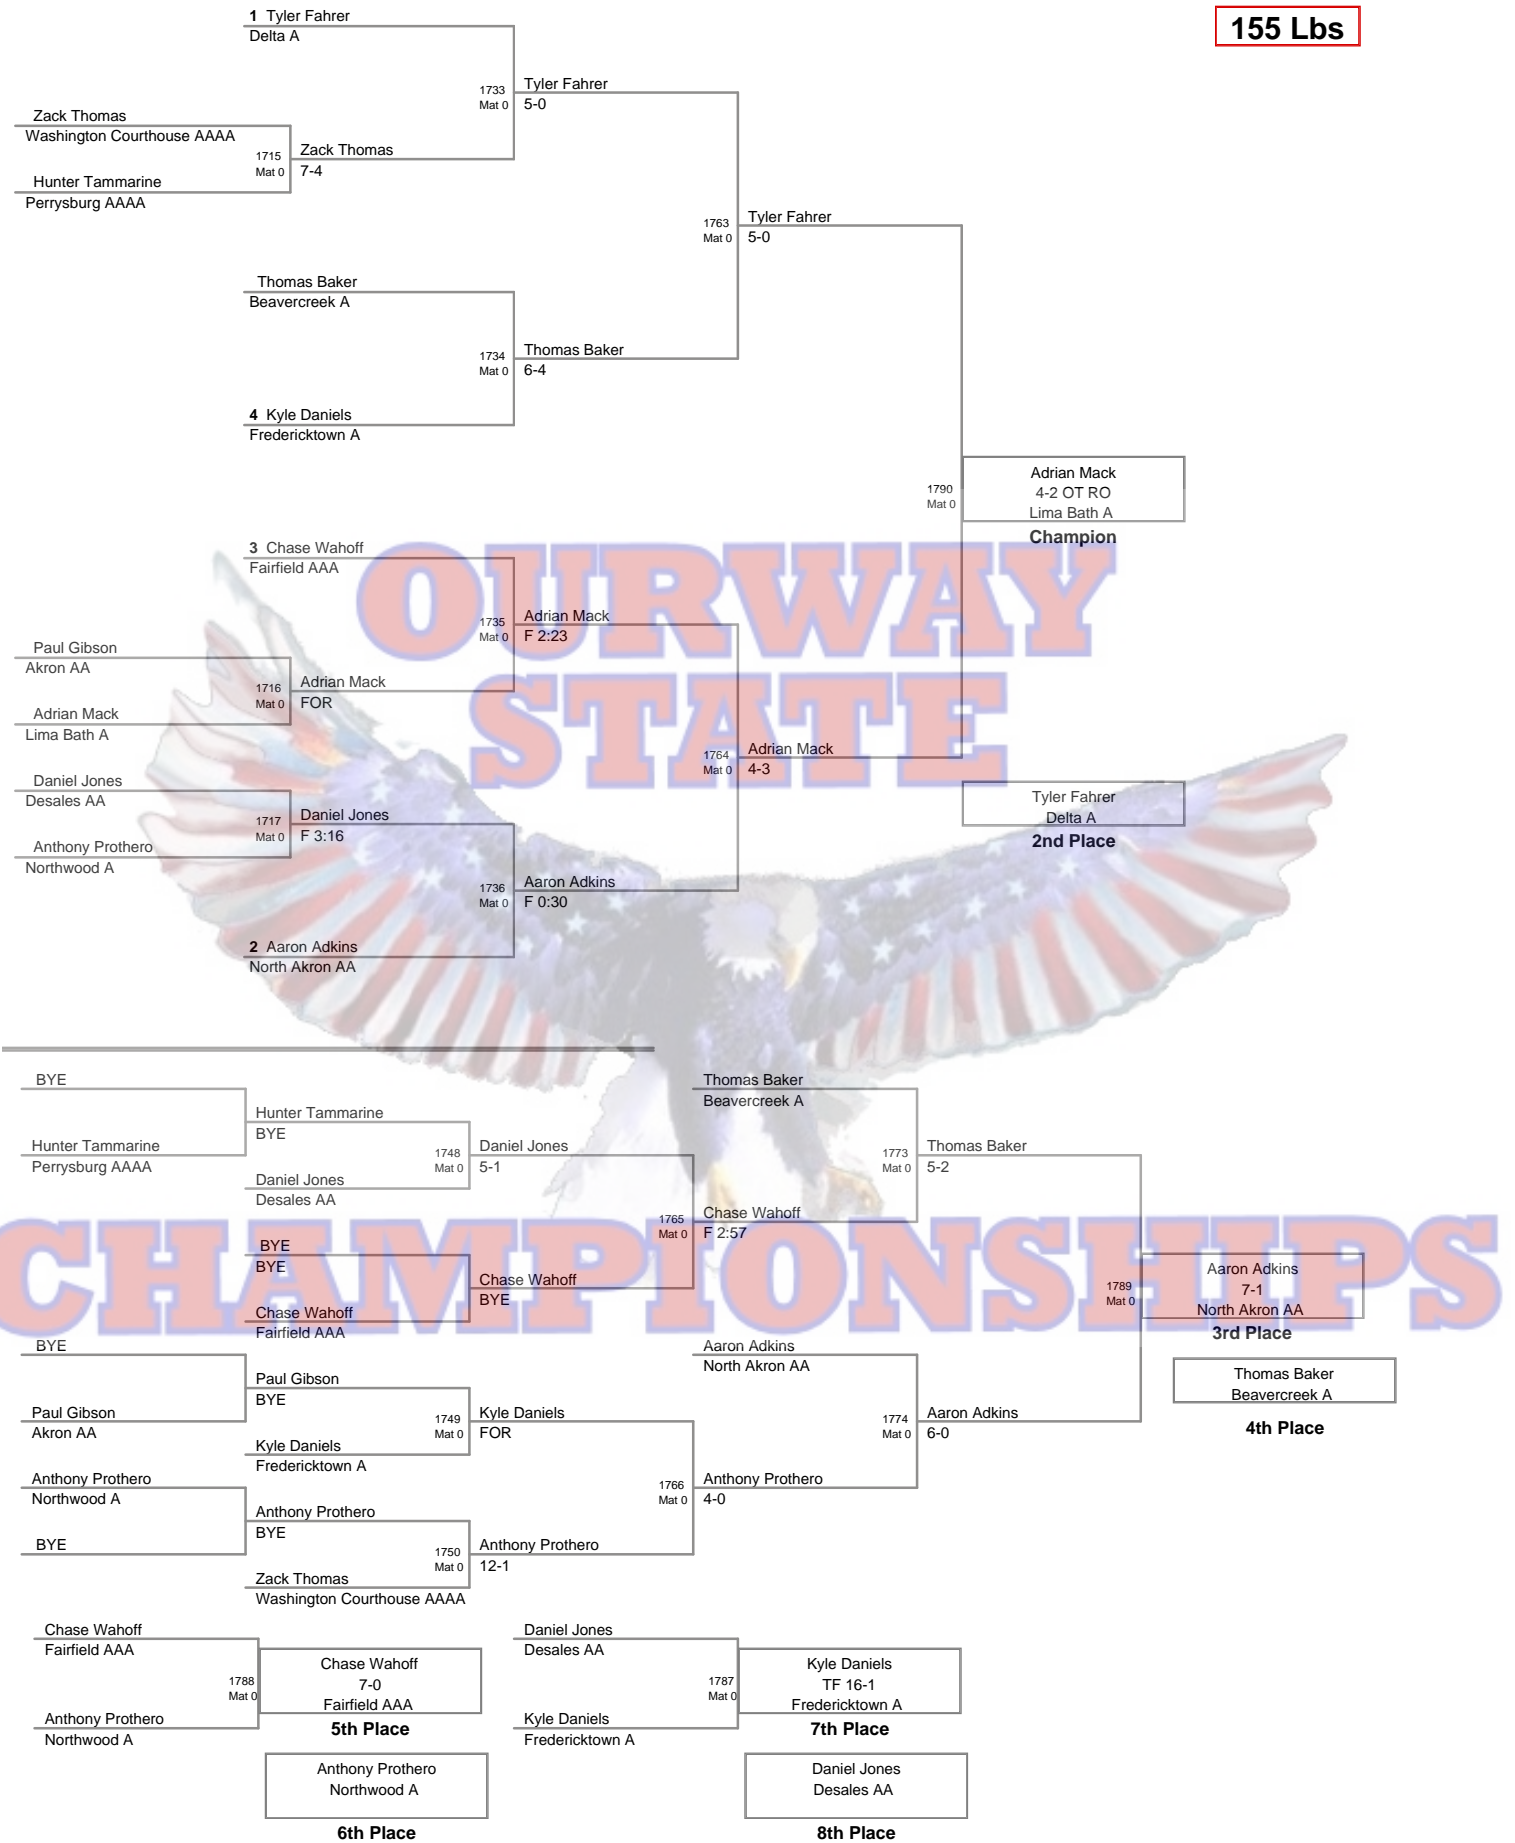 155 Lbs
1 Tyler Fahrer
Delta A
1733
Mat 0
Tyler Fahrer
5-0
Zack Thomas
Washington Courthouse AAAA
1715
Mat 0
Zack Thomas
7-4
Hunter Tammarine
Perrysburg AAAA
1763
Mat 0
Tyler Fahrer
5-0
Thomas Baker
Beavercreek A
1734
Mat 0
Thomas Baker
6-4
4 Kyle Daniels
Fredericktown A
1790
Mat 0
Adrian Mack
4-2 OT RO
Lima Bath A
Champion
OURWAY
STATE
3 Chase Wahoff
Fairfield AAA
1735
Mat 0
Adrian Mack
F 2:23
Paul Gibson
Akron AA
1716
Mat 0
Adrian Mack
FOR
Adrian Mack
Lima Bath A
1764
Mat 0
Adrian Mack
4-3
Daniel Jones
Desales AA
1717
Mat 0
Daniel Jones
F 3:16
Anthony Prothero
Northwood A
Tyler Fahrer
Delta A
2nd Place
1736
Mat 0
Aaron Adkins
F 0:30
2 Aaron Adkins
North Akron AA
BYE
Hunter Tammarine
BYE
Hunter Tammarine
Perrysburg AAAA
1748
Mat 0
Daniel Jones
5-1
Daniel Jones
Desales AA
Thomas Baker
Beavercreek A
1773
Mat 0
Thomas Baker
5-2
1765
Mat 0
Chase Wahoff
F 2:57
CHAMPIONSHIPS
BYE
BYE
Chase Wahoff
BYE
Chase Wahoff
Fairfield AAA
1789
Mat 0
Aaron Adkins
7-1
North Akron AA
3rd Place
Thomas Baker
Beavercreek A
4th Place
BYE
Paul Gibson
BYE
Paul Gibson
Akron AA
1749
Mat 0
Kyle Daniels
FOR
Kyle Daniels
Fredericktown A
Aaron Adkins
North Akron AA
1774
Mat 0
Aaron Adkins
6-0
1766
Mat 0
Anthony Prothero
4-0
Anthony Prothero
Northwood A
Anthony Prothero
BYE
BYE
1750
Mat 0
Anthony Prothero
12-1
Zack Thomas
Washington Courthouse AAAA
Chase Wahoff
Fairfield AAA
1788
Mat 0
Chase Wahoff
7-0
Fairfield AAA
5th Place
Anthony Prothero
Northwood A
Anthony Prothero
Northwood A
6th Place
Daniel Jones
Desales AA
1787
Mat 0
Kyle Daniels
TF 16-1
Fredericktown A
7th Place
Kyle Daniels
Fredericktown A
Daniel Jones
Desales AA
8th Place